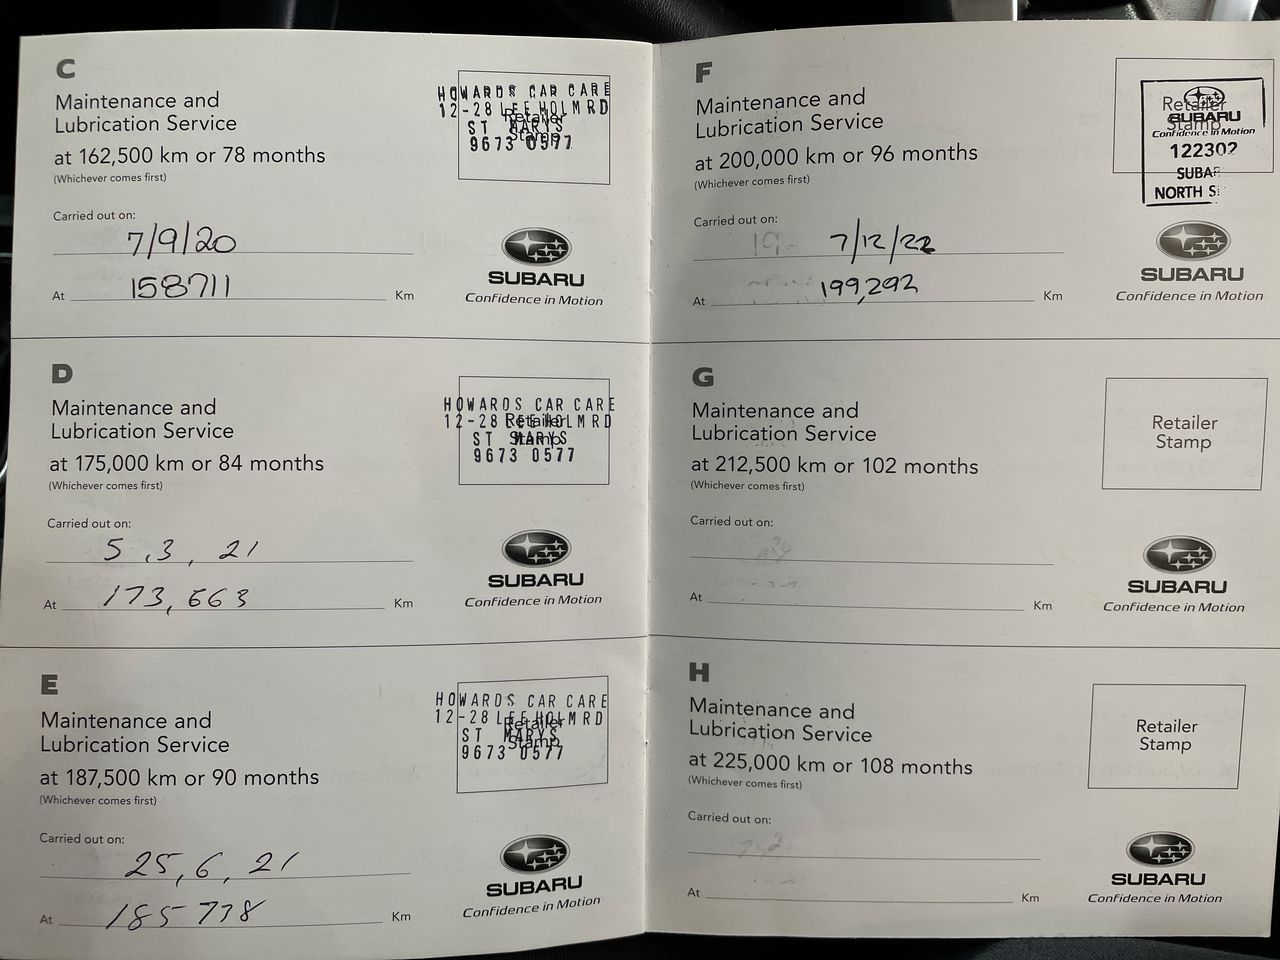 C
Maintenance and
Lubrication Service
at 162,500 km or 78 months
(Whichever comes first)
Carried out on:
7/9/20
At 158711 Km
HOWARDS CAR CARE
12-28 LEE HOLM RD
Retailer
ST MARYS
Stamp
9673 0577
SUBARU
Confidence in Motion
D
Maintenance and
Lubrication Service
at 175,000 km or 84 months
(Whichever comes first)
Carried out on:
5,3,21
At 173,663 Km
HOWARDS CAR CARE
12-28 LEE HOLM RD
Retailer
ST MARYS
Stamp
9673 0577
SUBARU
Confidence in Motion
E
Maintenance and
Lubrication Service
at 187,500 km or 90 months
(Whichever comes first)
Carried out on:
25,6,21
At 185738 Km
HOWARDS CAR CARE
12-28 LEE HOLM RD
Retailer
ST MARYS
Stamp
9673 0577
SUBARU
Confidence in Motion
F
Maintenance and
Lubrication Service
at 200,000 km or 96 months
(Whichever comes first)
Carried out on:
7/12/22
At 199,292 Km
Retailer
Stamp
SUBARU
Confidence in Motion
122302
SUBAR
NORTH S
SUBARU
Confidence in Motion
G
Maintenance and
Lubrication Service
at 212,500 km or 102 months
(Whichever comes first)
Carried out on:
At Km
Retailer
Stamp
SUBARU
Confidence in Motion
H
Maintenance and
Lubrication Service
at 225,000 km or 108 months
(Whichever comes first)
Carried out on:
At Km
Retailer
Stamp
SUBARU
Confidence in Motion